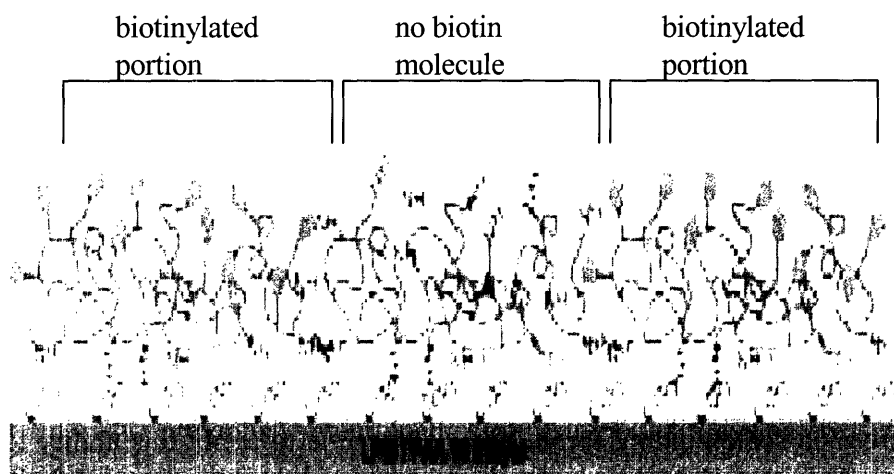 biotinylated
portion
no biotin
molecule
biotinylated
portion